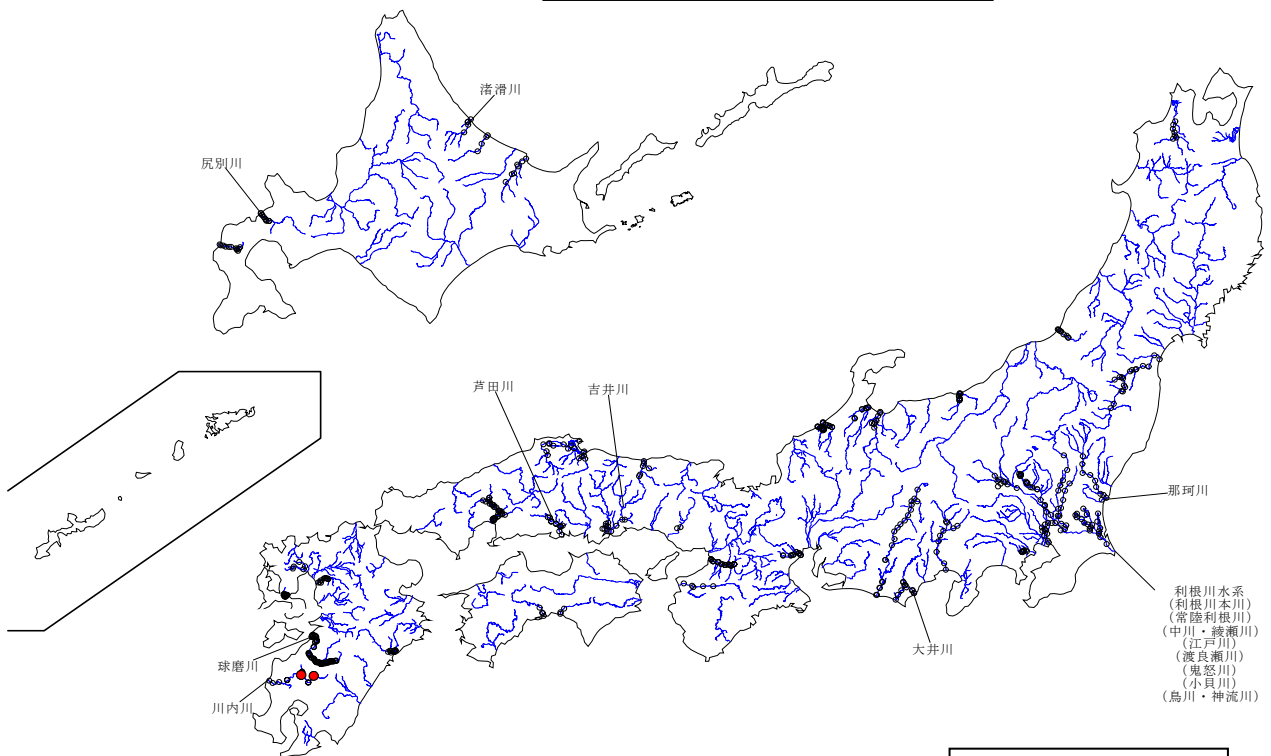 渚滑川
尻別川
芦田川
吉井川
那珂川
利根川水系
(利根川本川)
(常陸利根川)
(中川・綾瀬川)
(江戸川)
(渡良瀬川)
(鬼怒川)
(小貝川)
(烏川・神流川)
大井川
球磨川
川内川